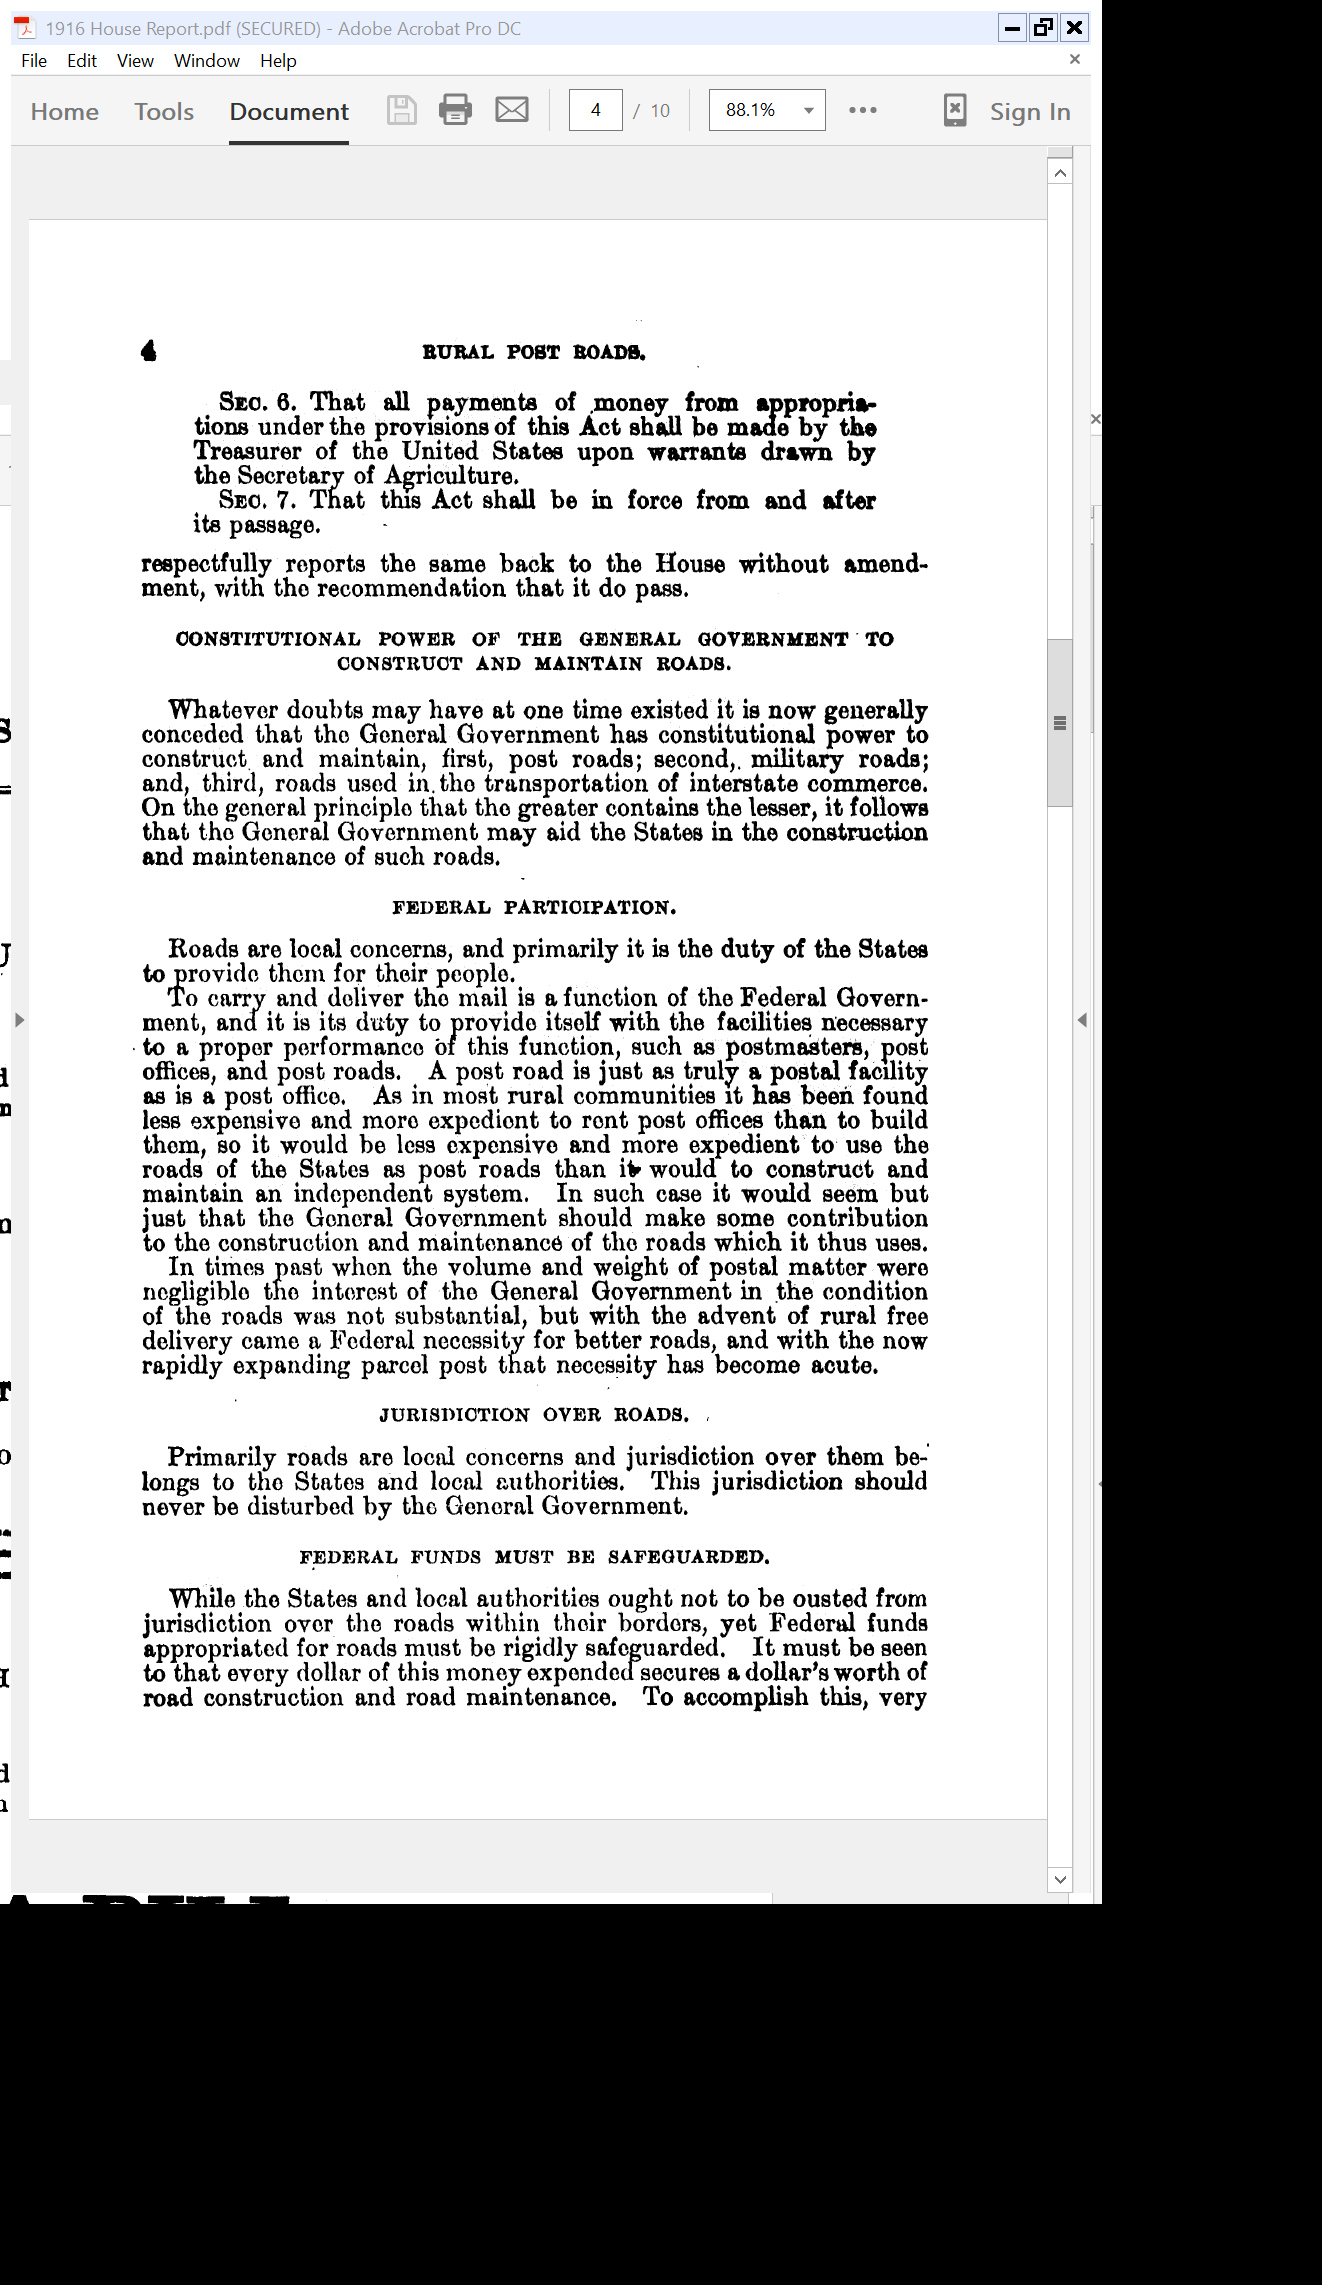 1916 House Report.pdf (SECURED) - Adobe Acrobat Pro DC
File Edit View Window Help
Home Tools Document 4 / 10 88.1% Sign In
4 RURAL POST ROADS.
SEC. 6. That all payments of money from appropria-
tions under the provisions of this Act shall be made by the
Treasurer of the United States upon warrants drawn by
the Secretary of Agriculture.
SEC. 7. That this Act shall be in force from and after
its passage.
respectfully reports the same back to the House without amend-
ment, with the recommendation that it do pass.
CONSTITUTIONAL POWER OF THE GENERAL GOVERNMENT TO
CONSTRUCT AND MAINTAIN ROADS.
Whatever doubts may have at one time existed it is now generally
conceded that the General Government has constitutional power to
construct and maintain, first, post roads; second, military roads;
and, third, roads used in the transportation of interstate commerce.
On the general principle that the greater contains the lesser, it follows
that the General Government may aid the States in the construction
and maintenance of such roads.
FEDERAL PARTICIPATION.
Roads are local concerns, and primarily it is the duty of the States
to provide them for their people.
To carry and deliver the mail is a function of the Federal Govern-
ment, and it is its duty to provide itself with the facilities necessary
to a proper performance of this function, such as postmasters, post
offices, and post roads. A post road is just as truly a postal facility
as is a post office. As in most rural communities it has been found
less expensive and more expedient to rent post offices than to build
them, so it would be less expensive and more expedient to use the
roads of the States as post roads than it would to construct and
maintain an independent system. In such case it would seem but
just that the General Government should make some contribution
to the construction and maintenance of the roads which it thus uses.
In times past when the volume and weight of postal matter were
negligible the interest of the General Government in the condition
of the roads was not substantial, but with the advent of rural free
delivery came a Federal necessity for better roads, and with the now
rapidly expanding parcel post that necessity has become acute.
JURISDICTION OVER ROADS.
Primarily roads are local concerns and jurisdiction over them be-
longs to the States and local authorities. This jurisdiction should
never be disturbed by the General Government.
FEDERAL FUNDS MUST BE SAFEGUARDED.
While the States and local authorities ought not to be ousted from
jurisdiction over the roads within their borders, yet Federal funds
appropriated for roads must be rigidly safeguarded. It must be seen
to that every dollar of this money expended secures a dollar's worth of
road construction and road maintenance. To accomplish this, very